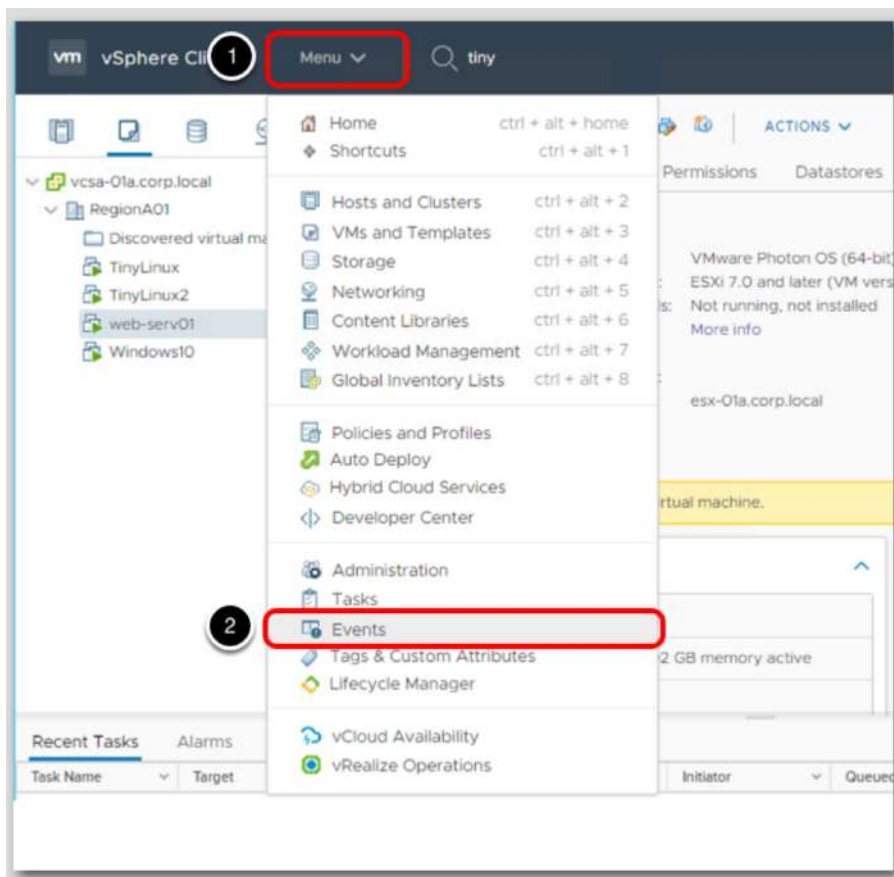 vm vSphere Cli 1 Menu tiny
Home ctrl + alt + home
Shortcuts ctrl + alt + 1
ACTIONS
Permissions Datastores
vcsa-01a.corp.local
RegionA01
Discovered virtual ma
TinyLinux
TinyLinux2
web-serv01
Windows10
Hosts and Clusters ctrl + alt + 2
VMs and Templates ctrl + alt + 3
Storage ctrl + alt + 4
Networking ctrl + alt + 5
Content Libraries ctrl + alt + 6
Workload Management ctrl + alt + 7
Global Inventory Lists ctrl + alt + 8
Policies and Profiles
Auto Deploy
Hybrid Cloud Services
Developer Center
Administration
Tasks
2 Events
Tags & Custom Attributes
Lifecycle Manager
vCloud Availability
vRealize Operations
VMware Photon OS (64-bit)
: ESXi 7.0 and later (VM vers
ls: Not running, not installed
More info
:
esx-01a.corp.local
rtual machine.
2 GB memory active
Recent Tasks Alarms
Task Name Target Initiator Queued